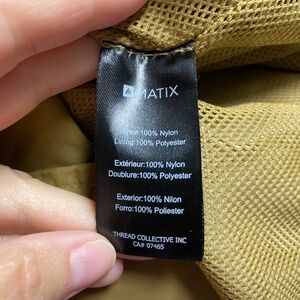 MATIX
Shell:100% Nylon
Lining:100% Polyester
Extérieur:100% Nylon
Doublure:100% Polyester
Exterior:100% Nilon
Forro:100% Poliester
THREAD COLLECTIVE INC
CA# 07465